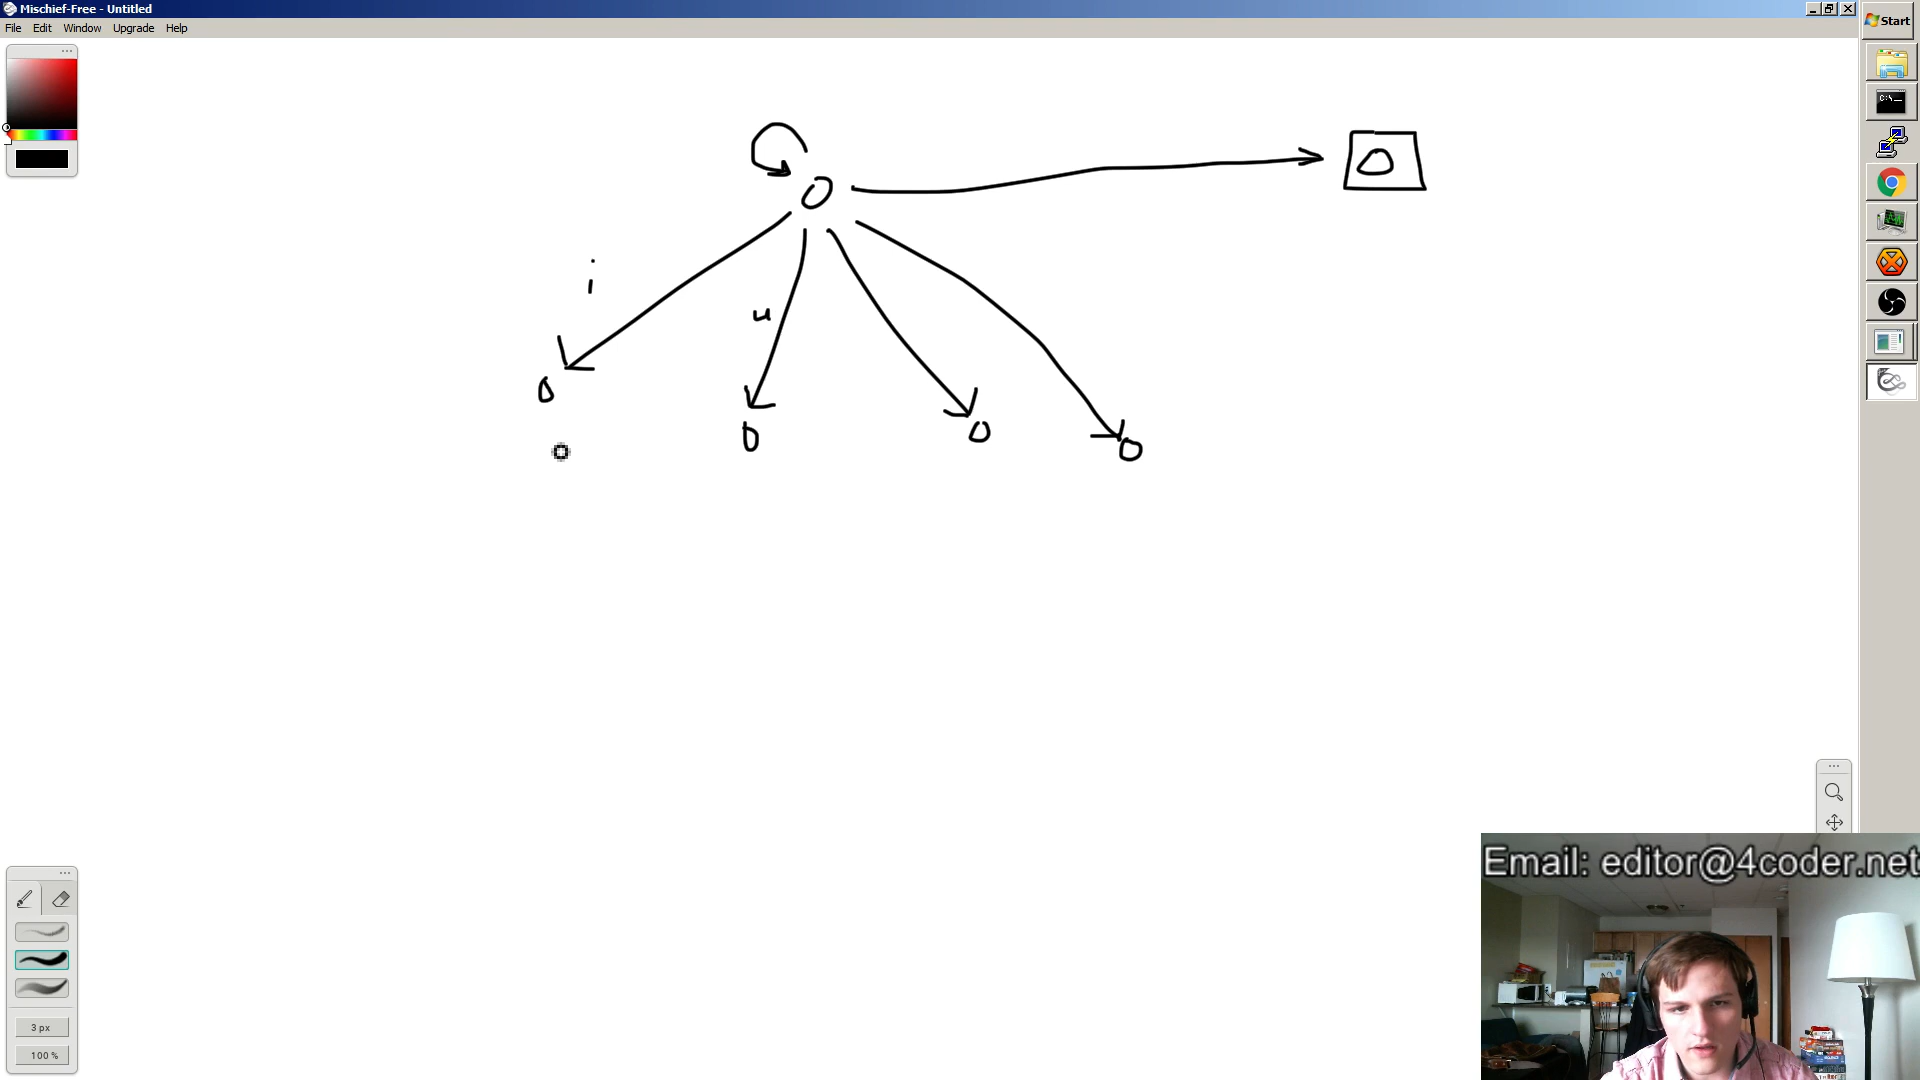 Mischief-Free - Untitled
Start
File Edit Window Upgrade Help
C:\
i
u
3 px
100 %
Email: editor@4coder.net